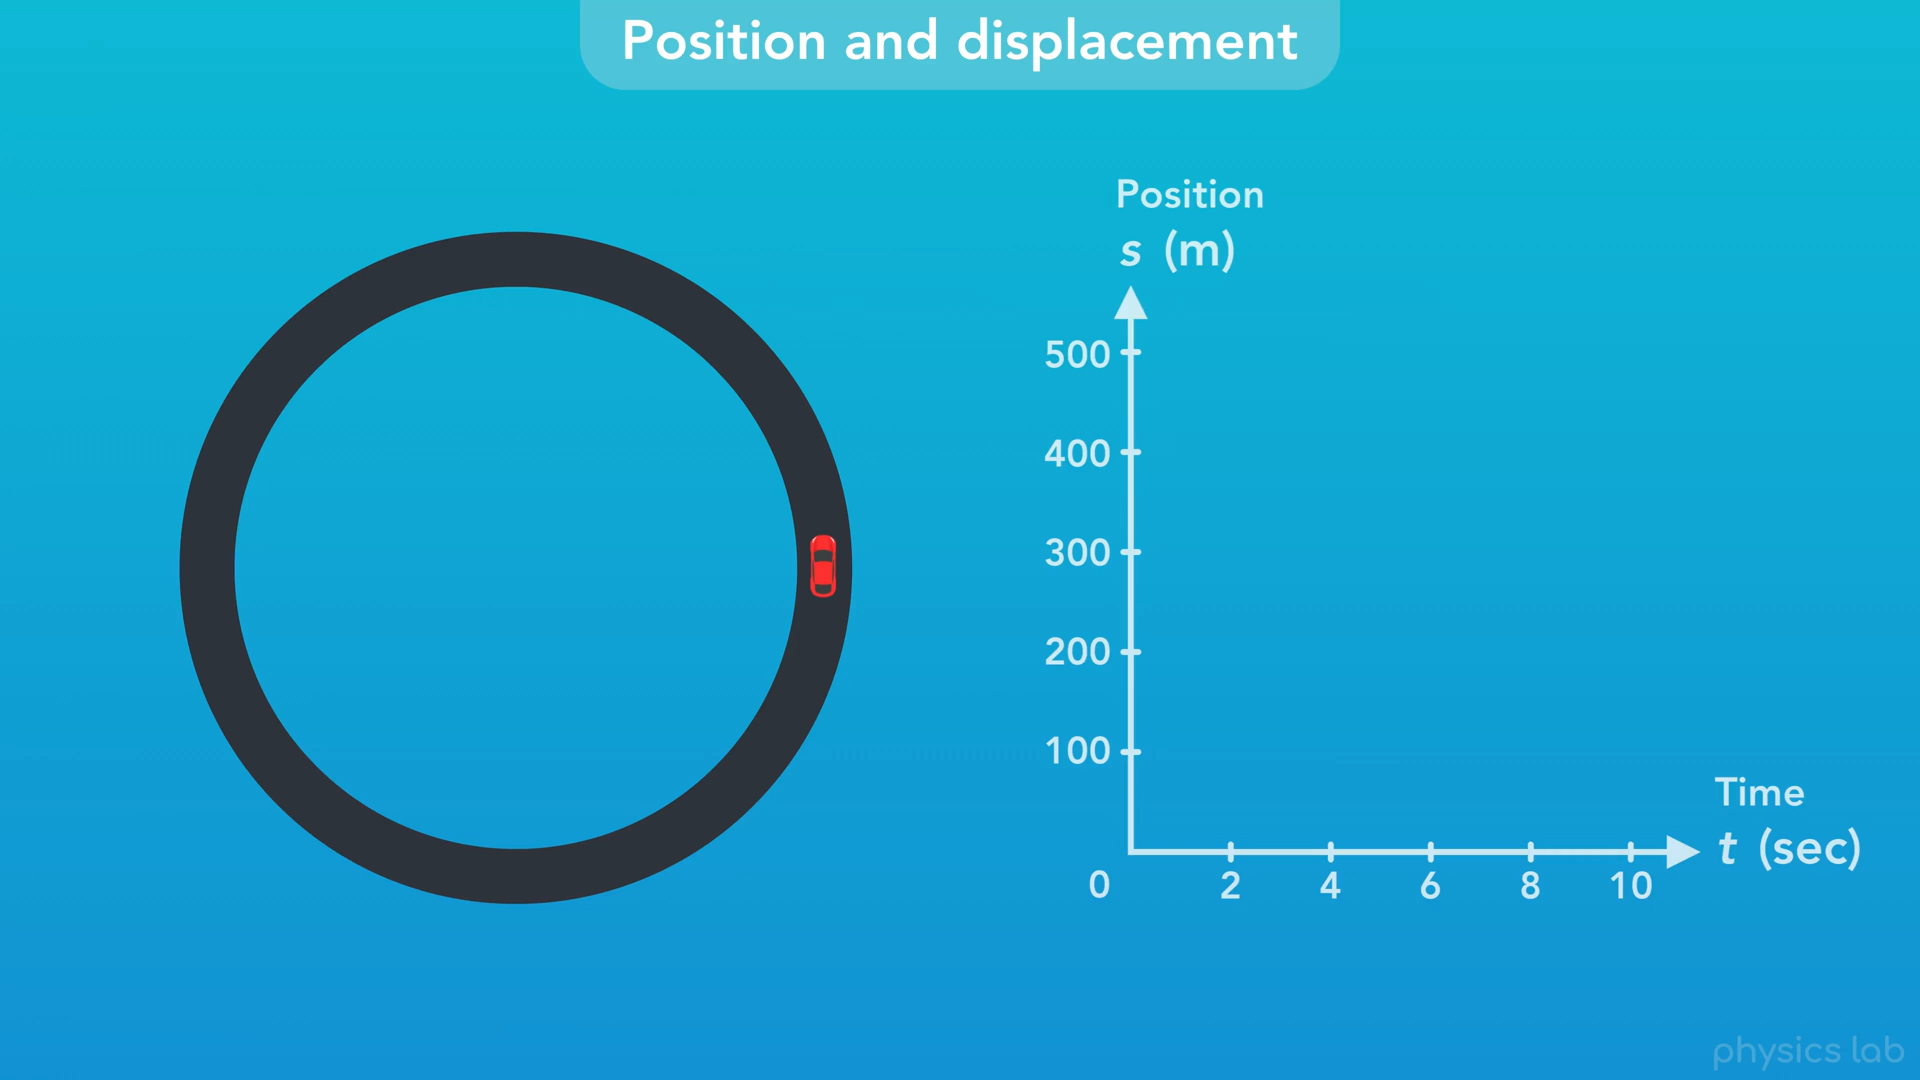 Position and displacement
Position
s (m)
500
400
300
200
100
0
2 4 6 8 10
Time
t (sec)
physics lab